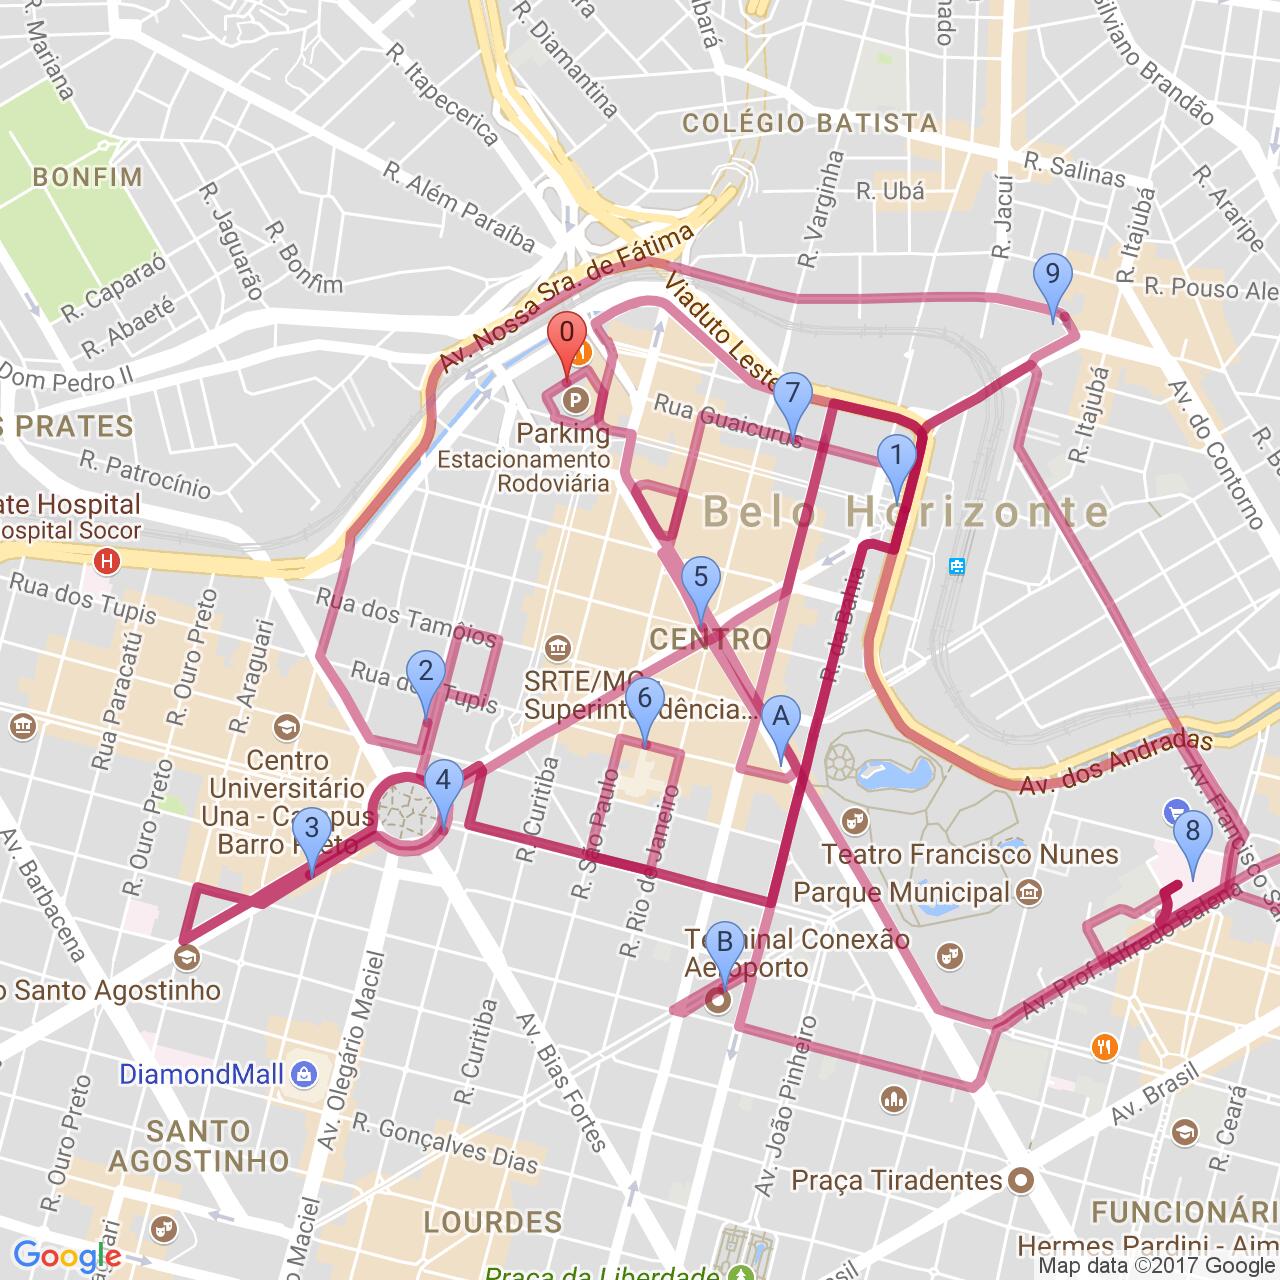 R. Mariana
R. Itapecerica
R. Diamantina
COLÉGIO BATISTA
Silviano Brandão
R. Salinas
R. Araripe
BONFIM
R. Além Paraíba
R. Varginha
R. Ubá
R. Jacuí
R. Itajubá
R. Jaguarão
R. Bonfim
R. Caparaó
R. Abaeté
Av. Nossa Sra. de Fátima
Viaduto Leste
9
R. Pouso Ale
0
Dom Pedro II
7
P
Rua Guaicurus
R. Itajubá
Av. do Contorno
S PRATES
Parking
Estacionamento
Rodoviária
1
R. Patrocínio
ate Hospital
ospital Socor
H
Belo Horizonte
Rua dos Tupis
R. Ouro Preto
Rua dos Tamôios
5
CENTRO
R. da Bahia
Rua Paracatu
R. Araguari
2
SRTE/MG -
Superintendência...
6
A
Centro
Universitário
Una - Campus
Barro Preto
4
3
R. Ouro Preto
R. Curitiba
R. São Paulo
R. Rio de Janeiro
Av. dos Andradas
Av. Francisco Sa
8
Teatro Francisco Nunes
Parque Municipal
Av. Barbacena
B
Terminal Conexão
Aeroporto
Av. Prof. Alfredo Balena
o Santo Agostinho
Av. Olegário Maciel
R. Curitiba
Av. Bias Fortes
Av. João Pinheiro
DiamondMall
R. Ouro Preto
SANTO
AGOSTINHO
R. Gonçalves Dias
Av. Brasil
R. Ceará
Praça Tiradentes
LOURDES
FUNCIONÁRI
Hermes Pardini - Aim
Google
Praça da Liberdade
Map data ©2017 Google